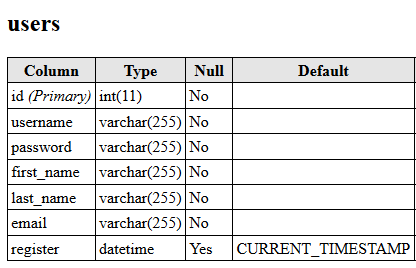 users
Column Type Null Default
id (Primary) int(11) No
username varchar(255) No
password varchar(255) No
first_name varchar(255) No
last_name varchar(255) No
email varchar(255) No
register datetime Yes CURRENT_TIMESTAMP